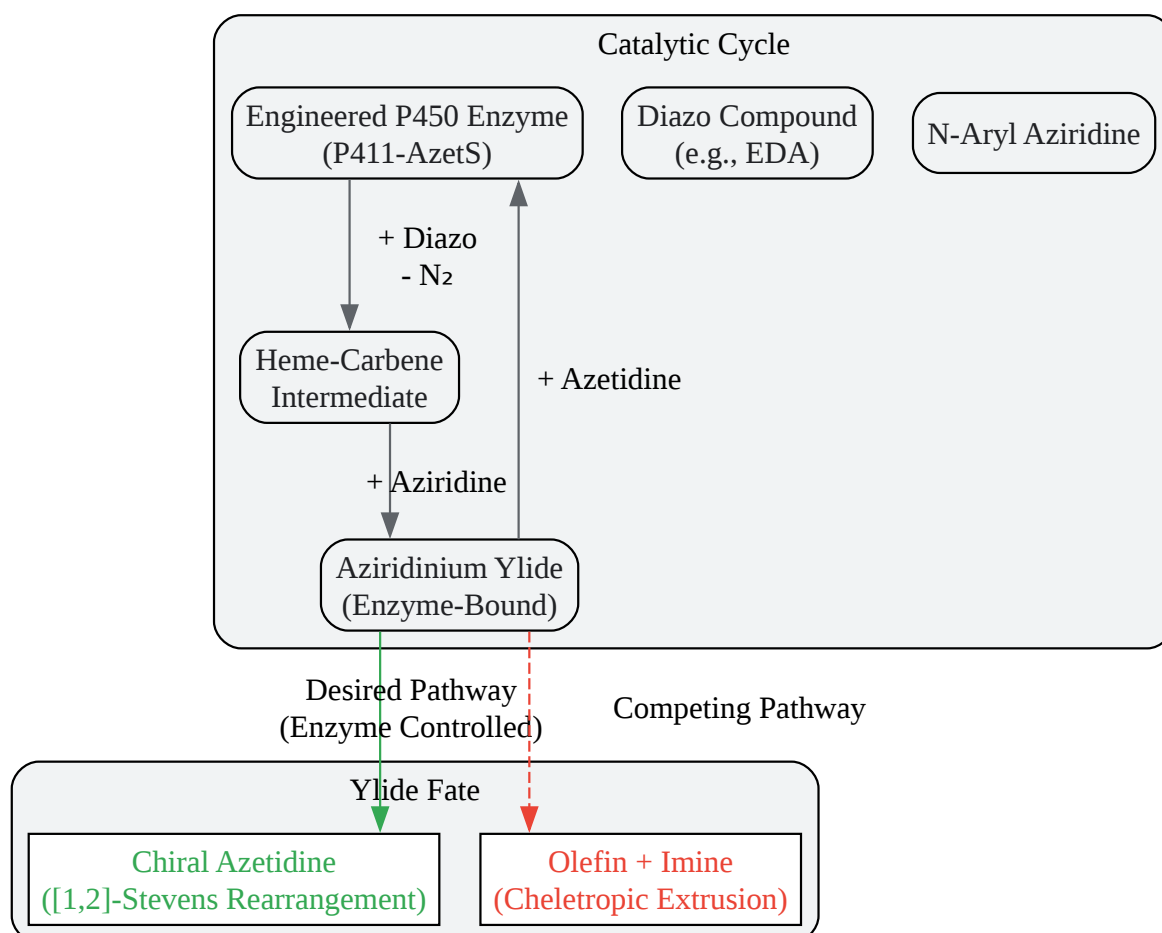 Catalytic Cycle
Engineered P450 Enzyme
(P411-AzetS)
Diazo Compound
(e.g., EDA)
N-Aryl Aziridine
+ Diazo
- N₂
Heme-Carbene
Intermediate
+ Azetidine
+ Aziridine
Aziridinium Ylide
(Enzyme-Bound)
Desired Pathway
(Enzyme Controlled)
Competing Pathway
Ylide Fate
Chiral Azetidine
([1,2]-Stevens Rearrangement)
Olefin + Imine
(Cheletropic Extrusion)